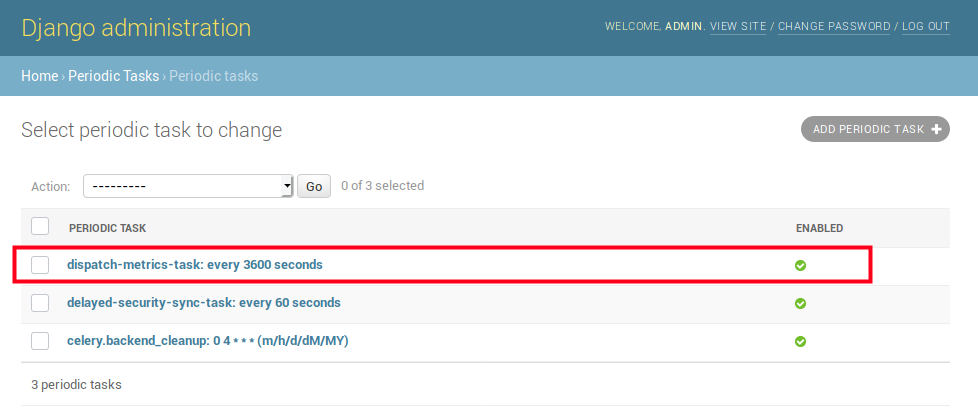 Django administration
WELCOME, ADMIN. VIEW SITE / CHANGE PASSWORD / LOG OUT
Home › Periodic Tasks › Periodic tasks
Select periodic task to change
ADD PERIODIC TASK +
Action: --------- Go 0 of 3 selected
PERIODIC TASK ENABLED
dispatch-metrics-task: every 3600 seconds
delayed-security-sync-task: every 60 seconds
celery.backend_cleanup: 0 4 * * * (m/h/d/dM/MY)
3 periodic tasks